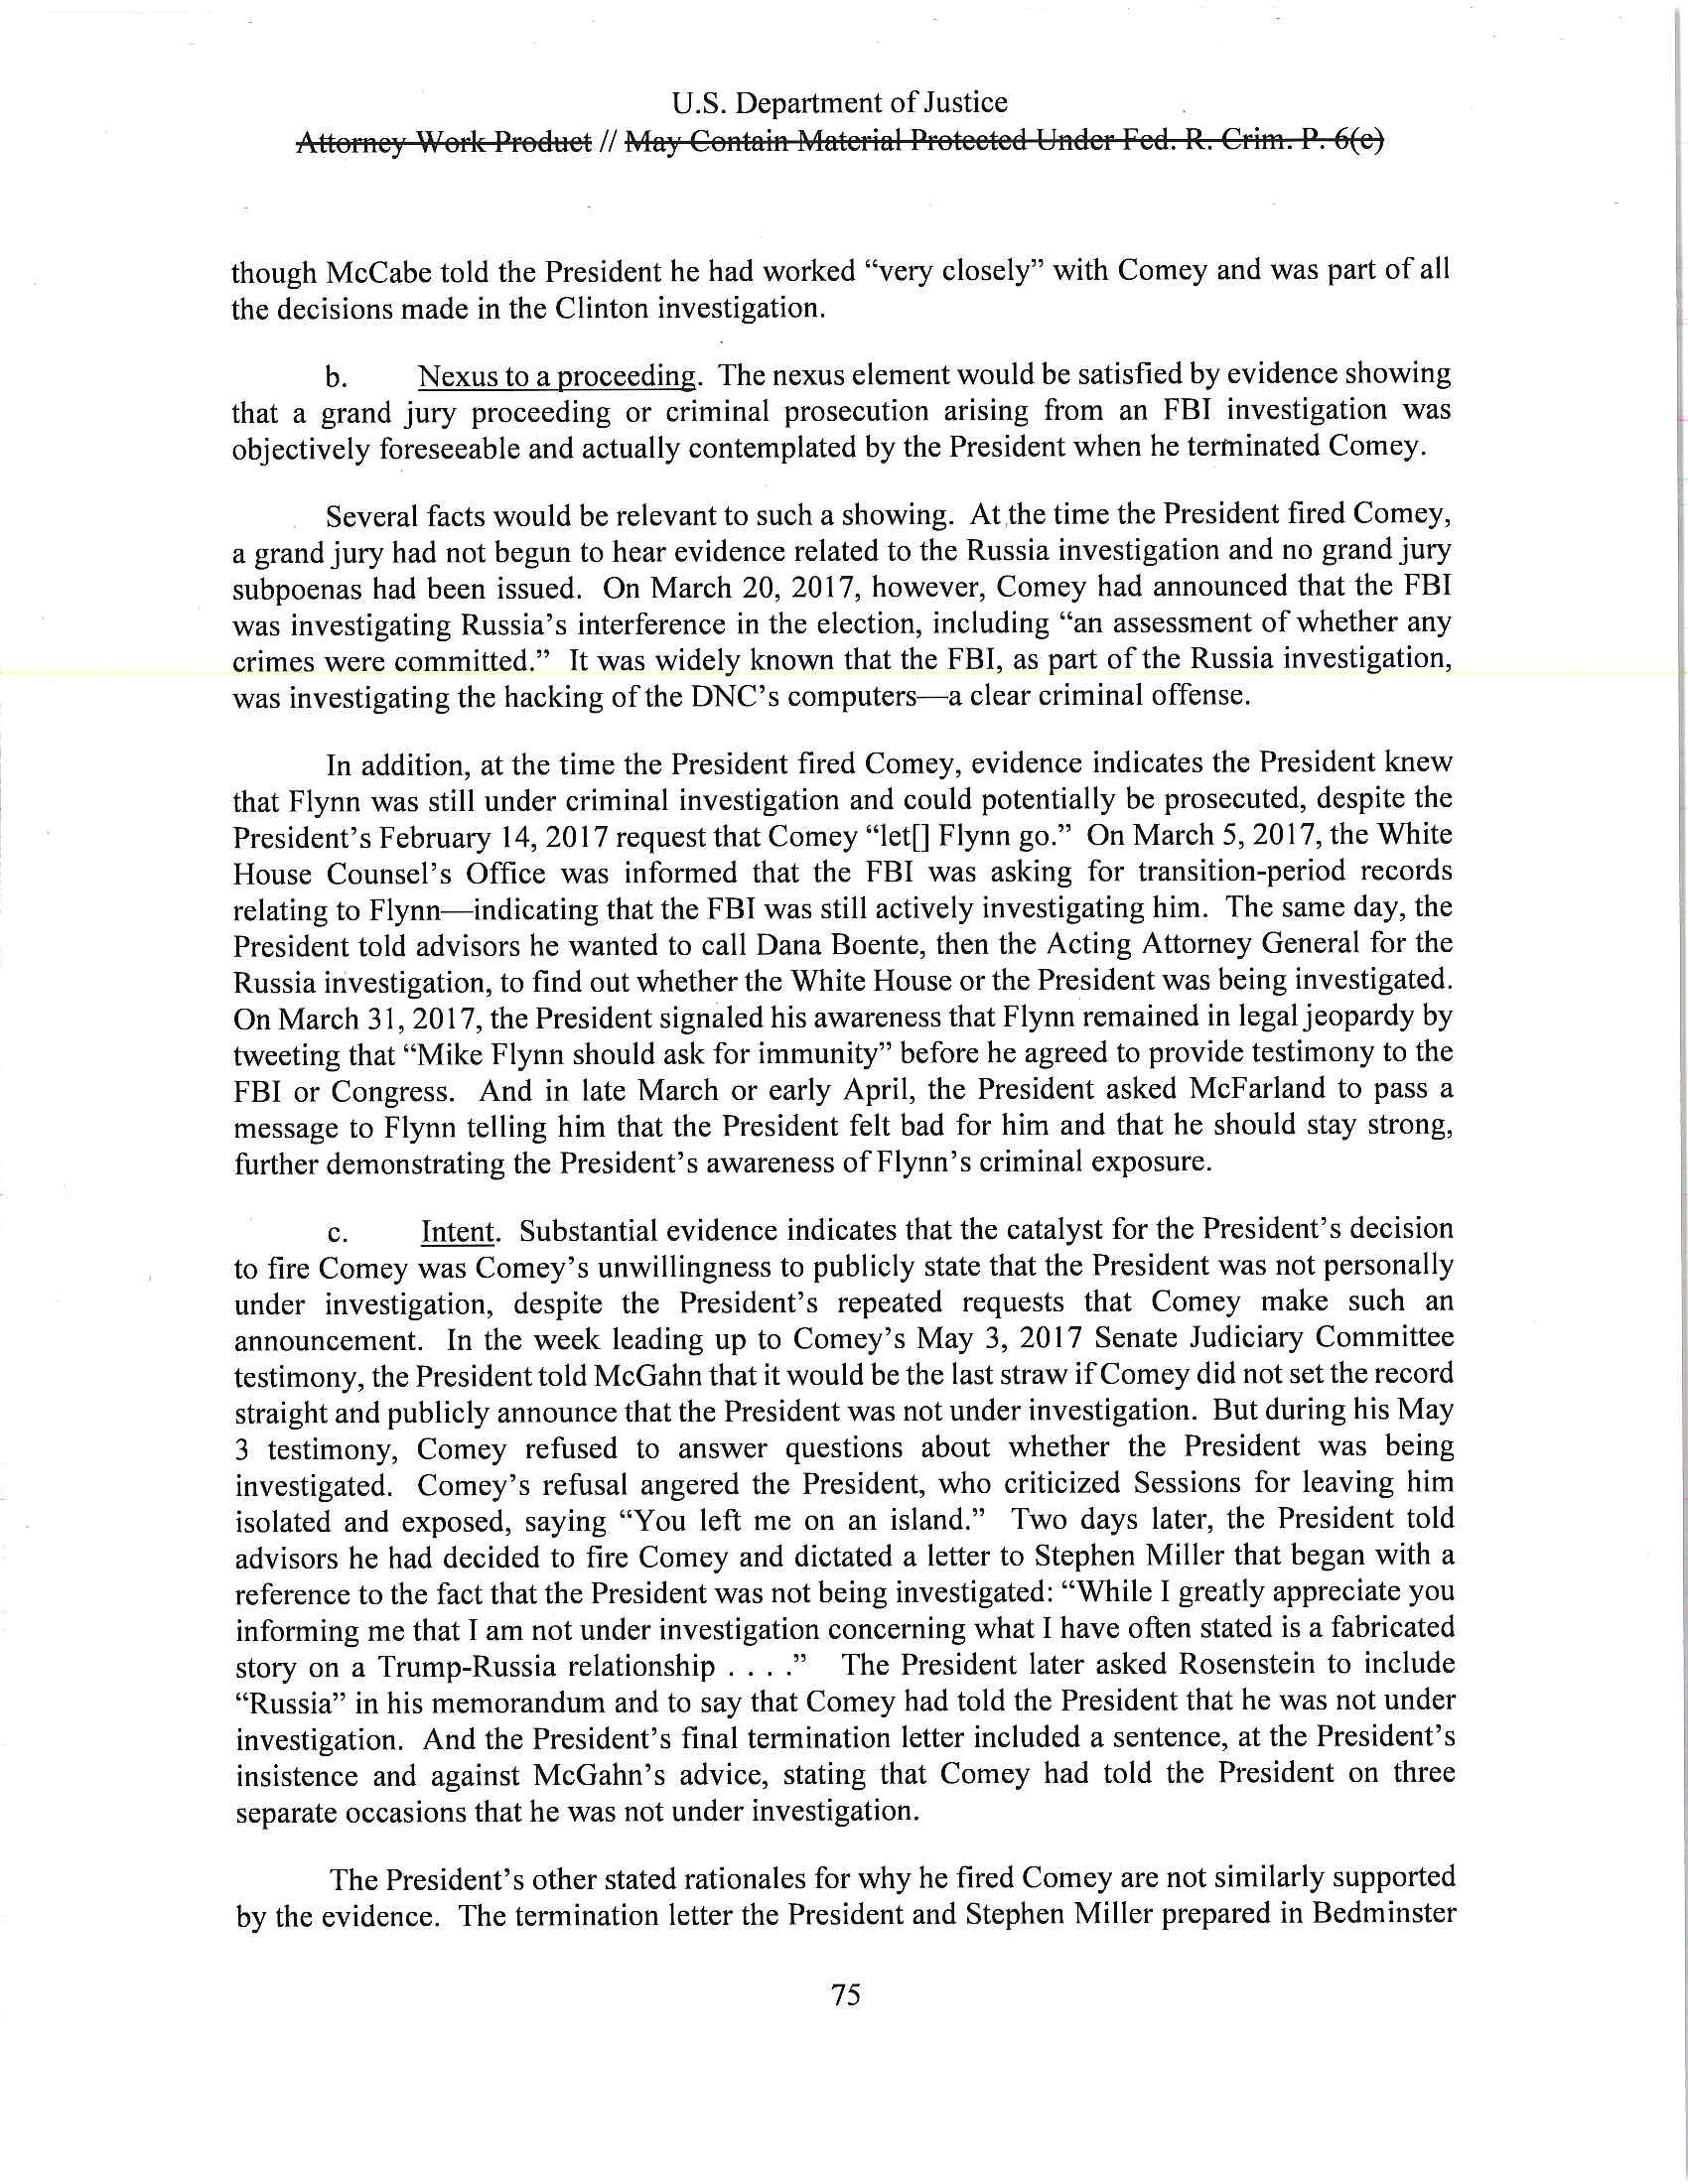 U.S. Department of Justice
Attorney Work Product // May Contain Material Protected Under Fed. R. Crim. P. 6(e)
though McCabe told the President he had worked “very closely” with Comey and was part of all
the decisions made in the Clinton investigation.
b. Nexus to a proceeding. The nexus element would be satisfied by evidence showing
that a grand jury proceeding or criminal prosecution arising from an FBI investigation was
objectively foreseeable and actually contemplated by the President when he terminated Comey.
Several facts would be relevant to such a showing. At the time the President fired Comey,
a grand jury had not begun to hear evidence related to the Russia investigation and no grand jury
subpoenas had been issued. On March 20, 2017, however, Comey had announced that the FBI
was investigating Russia’s interference in the election, including “an assessment of whether any
crimes were committed.” It was widely known that the FBI, as part of the Russia investigation,
was investigating the hacking of the DNC’s computers—a clear criminal offense.
In addition, at the time the President fired Comey, evidence indicates the President knew
that Flynn was still under criminal investigation and could potentially be prosecuted, despite the
President’s February 14, 2017 request that Comey “let[] Flynn go.” On March 5, 2017, the White
House Counsel’s Office was informed that the FBI was asking for transition-period records
relating to Flynn—indicating that the FBI was still actively investigating him. The same day, the
President told advisors he wanted to call Dana Boente, then the Acting Attorney General for the
Russia investigation, to find out whether the White House or the President was being investigated.
On March 31, 2017, the President signaled his awareness that Flynn remained in legal jeopardy by
tweeting that “Mike Flynn should ask for immunity” before he agreed to provide testimony to the
FBI or Congress. And in late March or early April, the President asked McFarland to pass a
message to Flynn telling him that the President felt bad for him and that he should stay strong,
further demonstrating the President’s awareness of Flynn’s criminal exposure.
c. Intent. Substantial evidence indicates that the catalyst for the President’s decision
to fire Comey was Comey’s unwillingness to publicly state that the President was not personally
under investigation, despite the President’s repeated requests that Comey make such an
announcement. In the week leading up to Comey’s May 3, 2017 Senate Judiciary Committee
testimony, the President told McGahn that it would be the last straw if Comey did not set the record
straight and publicly announce that the President was not under investigation. But during his May
3 testimony, Comey refused to answer questions about whether the President was being
investigated. Comey’s refusal angered the President, who criticized Sessions for leaving him
isolated and exposed, saying “You left me on an island.” Two days later, the President told
advisors he had decided to fire Comey and dictated a letter to Stephen Miller that began with a
reference to the fact that the President was not being investigated: “While I greatly appreciate you
informing me that I am not under investigation concerning what I have often stated is a fabricated
story on a Trump-Russia relationship . . . .” The President later asked Rosenstein to include
“Russia” in his memorandum and to say that Comey had told the President that he was not under
investigation. And the President’s final termination letter included a sentence, at the President’s
insistence and against McGahn’s advice, stating that Comey had told the President on three
separate occasions that he was not under investigation.
The President’s other stated rationales for why he fired Comey are not similarly supported
by the evidence. The termination letter the President and Stephen Miller prepared in Bedminster
75